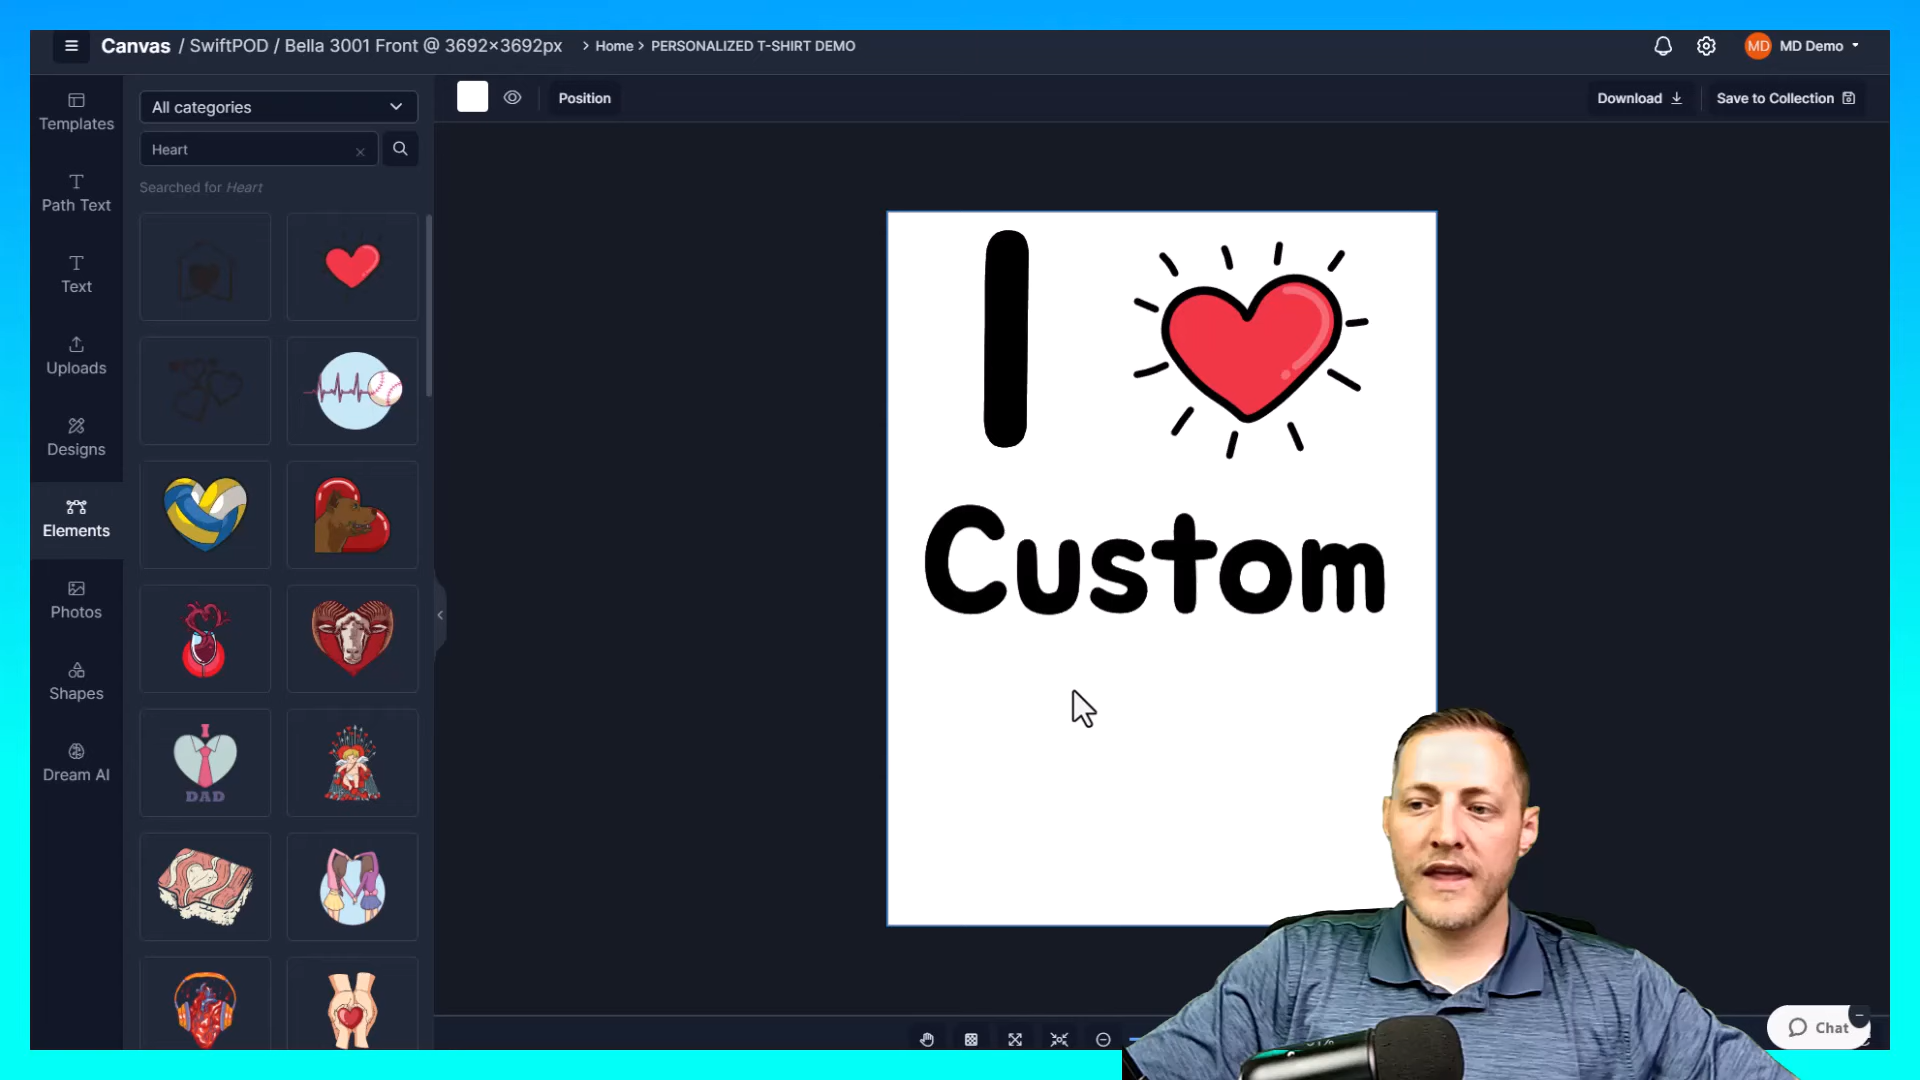 Canvas / SwiftPOD / Bella 3001 Front @ 3692×3692px > Home > PERSONALIZED T-SHIRT DEMO
MD MD Demo
Templates
Path Text
Text
Uploads
Designs
Elements
Photos
Shapes
Dream AI
All categories
Heart
Searched for Heart
I
DAD
Position
Download
Save to Collection
I
Custom
Chat